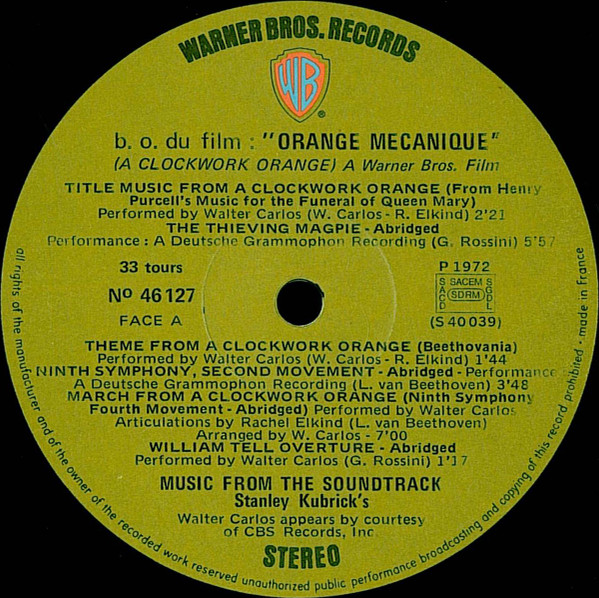 WARNER BROS. RECORDS
WB
b. o. du film : "ORANGE MECANIQUE"
(A CLOCKWORK ORANGE) A Warner Bros. Film
TITLE MUSIC FROM A CLOCKWORK ORANGE (From Henry
Purcell's Music for the Funeral of Queen Mary)
Performed by Walter Carlos (W. Carlos - R. Elkind) 2'21
THE THIEVING MAGPIE - Abridged
Performance : A Deutsche Grammophon Recording (G. Rossini) 5'57
33 tours
No 46127
FACE A
P 1972
SACD
SACEM
SDRM
SGDL
(S 40 039)
THEME FROM A CLOCKWORK ORANGE (Beethovania)
Performed by Walter Carlos (W. Carlos - R. Elkind) 1'44
NINTH SYMPHONY, SECOND MOVEMENT - Abridged - Performance :
A Deutsche Grammophon Recording (L. van Beethoven) 3'48
MARCH FROM A CLOCKWORK ORANGE (Ninth Symphony
Fourth Movement - Abridged) Performed by Walter Carlos
Articulations by Rachel Elkind (L. van Beethoven)
Arranged by W. Carlos - 7'00
WILLIAM TELL OVERTURE - Abridged
Performed by Walter Carlos (G. Rossini) 1'17
MUSIC FROM THE SOUNDTRACK
Stanley Kubrick's
Walter Carlos appears by courtesy
of CBS Records, Inc
STEREO
all rights of the manufacturer and of the owner of the recorded work reserved unauthorized public performance broadcasting and copying of this record prohibited - made in france